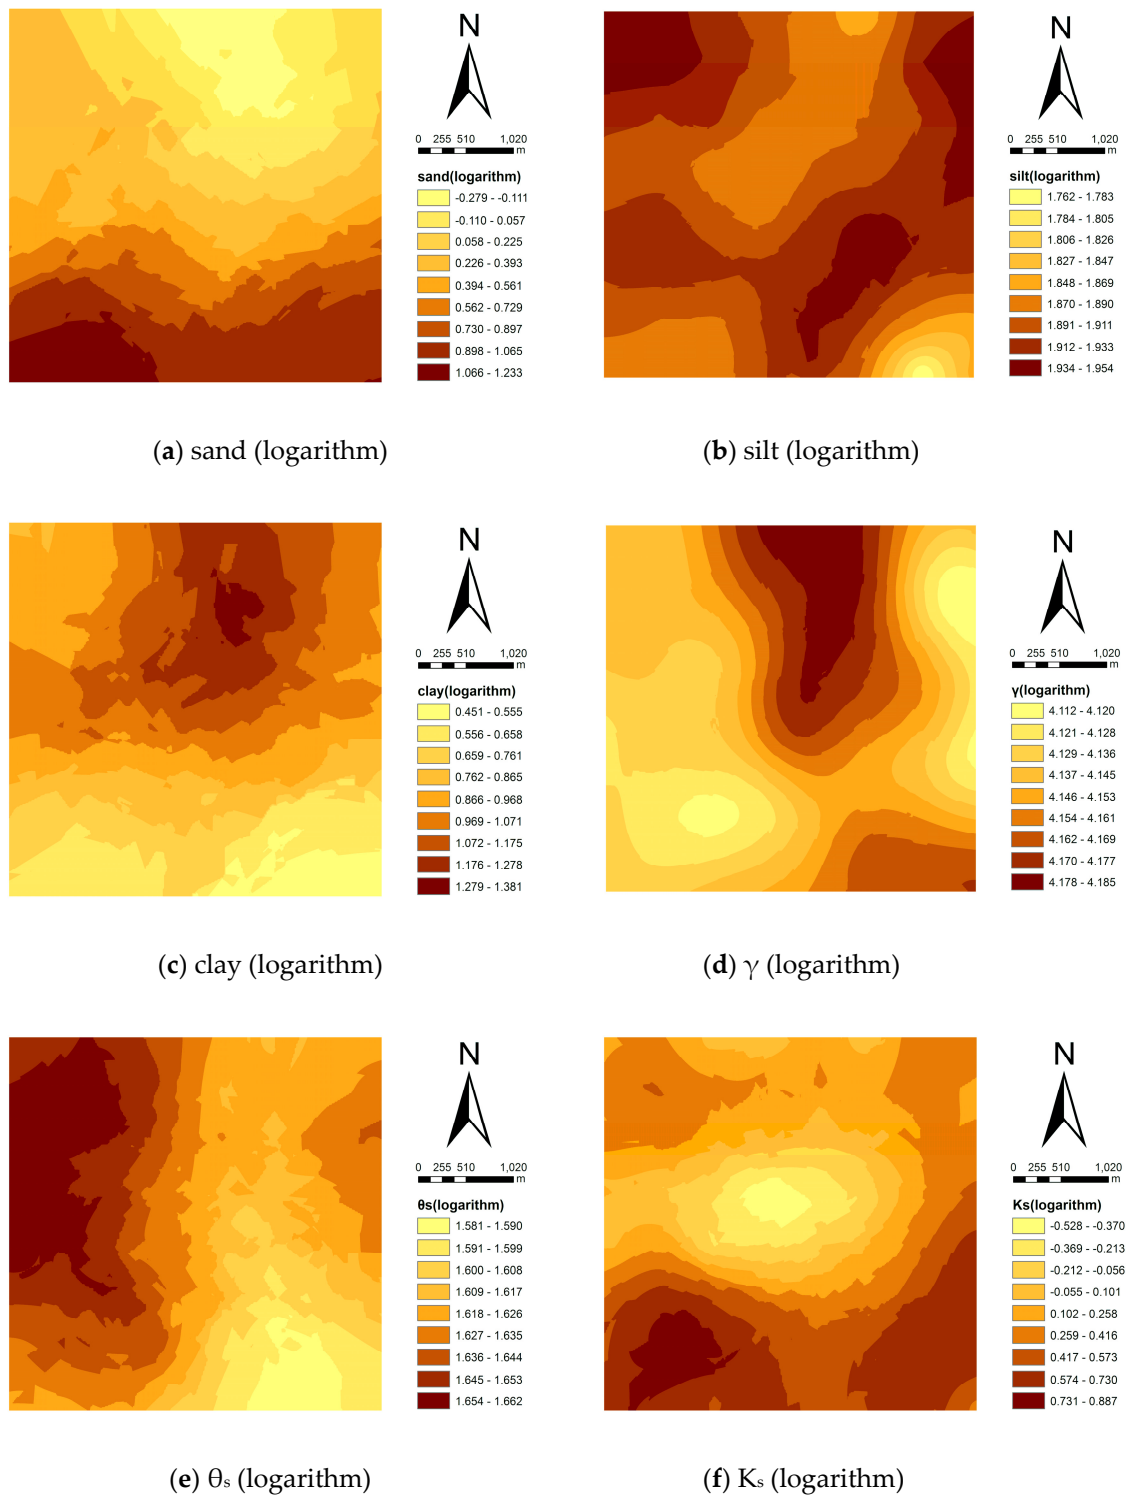 N
0 255 510 1,020
m
sand(logarithm)
-0.279 - -0.111
-0.110 - 0.057
0.058 - 0.225
0.226 - 0.393
0.394 - 0.561
0.562 - 0.729
0.730 - 0.897
0.898 - 1.065
1.066 - 1.233
(a) sand (logarithm)
N
0 255 510 1,020
m
silt(logarithm)
1.762 - 1.783
1.784 - 1.805
1.806 - 1.826
1.827 - 1.847
1.848 - 1.869
1.870 - 1.890
1.891 - 1.911
1.912 - 1.933
1.934 - 1.954
(b) silt (logarithm)
N
0 255 510 1,020
m
clay(logarithm)
0.451 - 0.555
0.556 - 0.658
0.659 - 0.761
0.762 - 0.865
0.866 - 0.968
0.969 - 1.071
1.072 - 1.175
1.176 - 1.278
1.279 - 1.381
(c) clay (logarithm)
N
0 255 510 1,020
m
γ(logarithm)
4.112 - 4.120
4.121 - 4.128
4.129 - 4.136
4.137 - 4.145
4.146 - 4.153
4.154 - 4.161
4.162 - 4.169
4.170 - 4.177
4.178 - 4.185
(d) γ (logarithm)
N
0 255 510 1,020
m
θs(logarithm)
1.581 - 1.590
1.591 - 1.599
1.600 - 1.608
1.609 - 1.617
1.618 - 1.626
1.627 - 1.635
1.636 - 1.644
1.645 - 1.653
1.654 - 1.662
(e) θs (logarithm)
N
0 255 510 1,020
m
Ks(logarithm)
-0.528 - -0.370
-0.369 - -0.213
-0.212 - -0.056
-0.055 - 0.101
0.102 - 0.258
0.259 - 0.416
0.417 - 0.573
0.574 - 0.730
0.731 - 0.887
(f) Ks (logarithm)